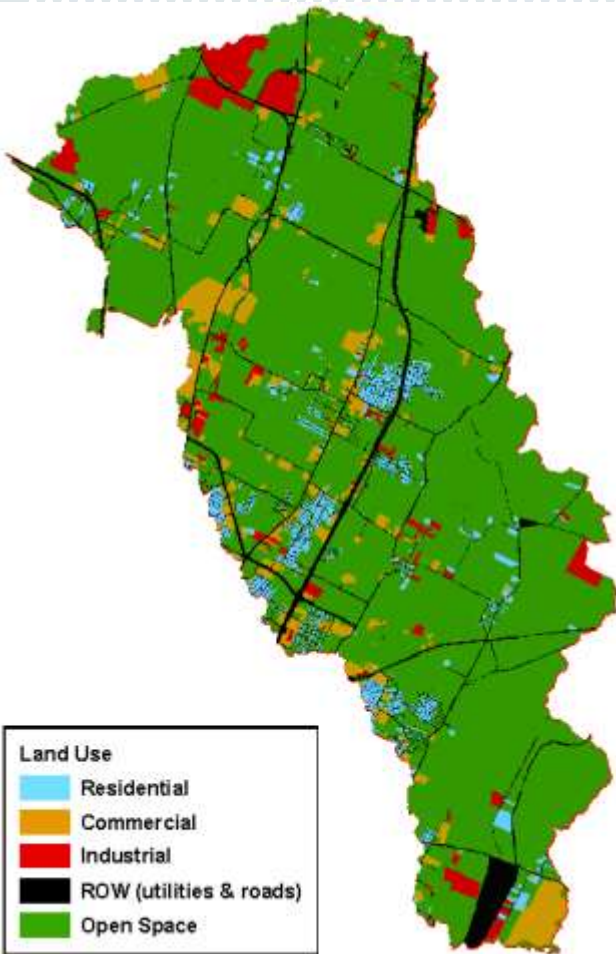 Land Use
Residential
Commercial
Industrial
ROW (utilities & roads)
Open Space